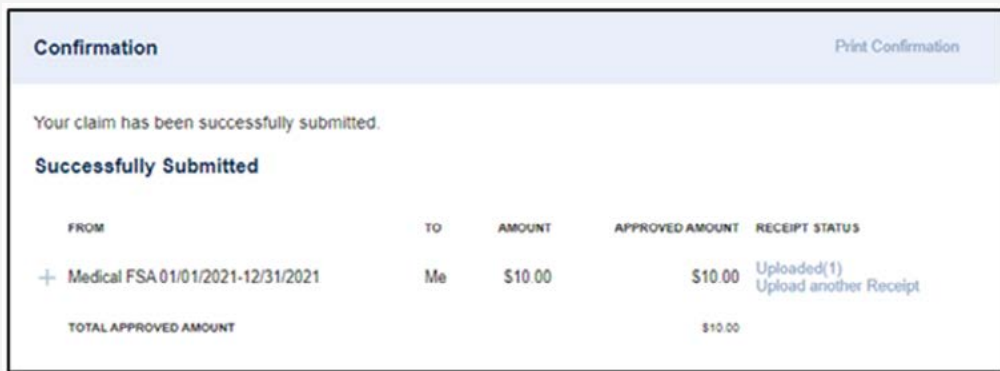 Confirmation
Print Confirmation
Your claim has been successfully submitted.
Successfully Submitted
FROM TO AMOUNT APPROVED AMOUNT RECEIPT STATUS
+ Medical FSA 01/01/2021-12/31/2021 Me $10.00 $10.00 Uploaded(1)
Upload another Receipt
TOTAL APPROVED AMOUNT $10.00